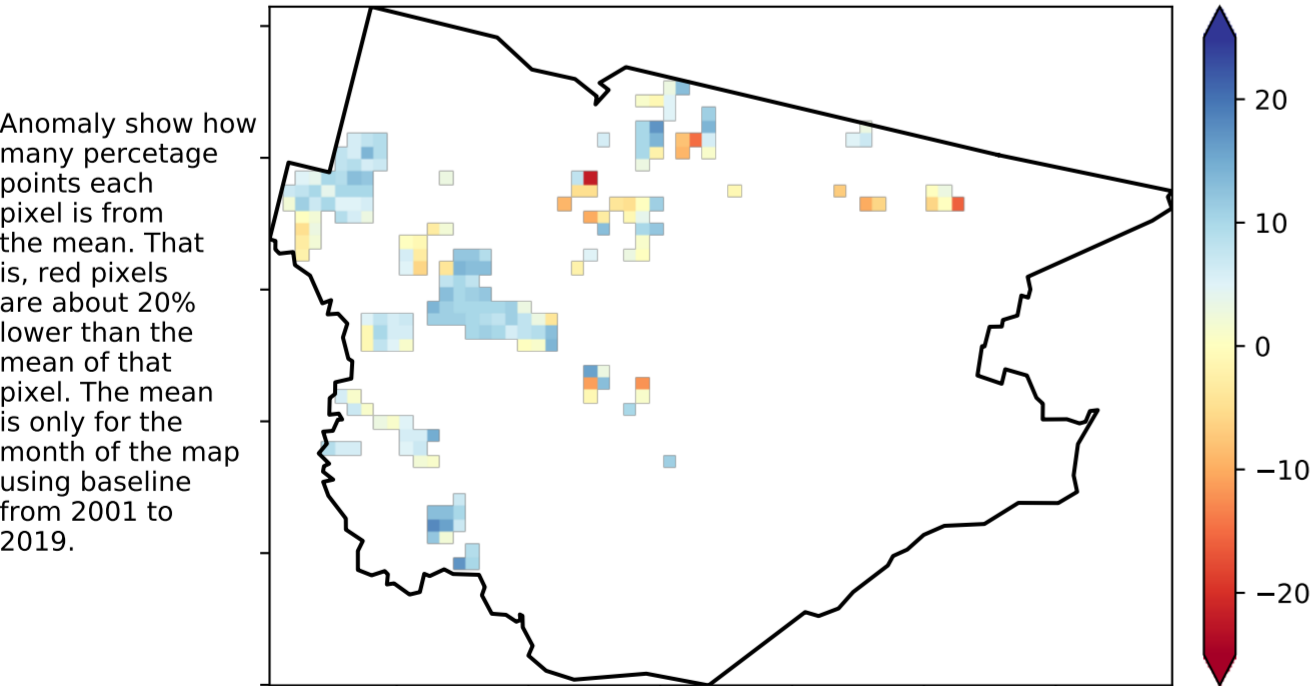 Anomaly show how
many percetage
points each
pixel is from
the mean. That
is, red pixels
are about 20%
lower than the
mean of that
pixel. The mean
is only for the
month of the map
using baseline
from 2001 to
2019.
20
10
0
−10
−20